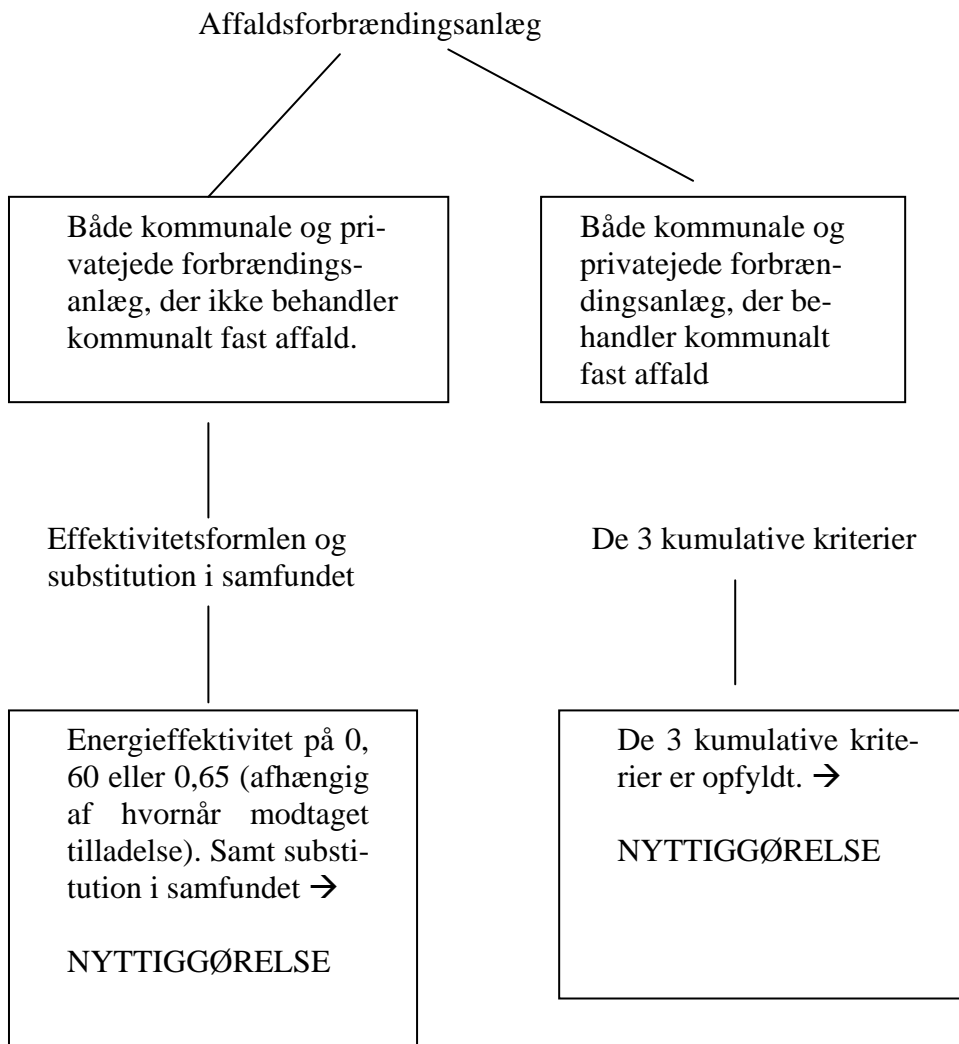 Affaldsforbrændingsanlæg
Både kommunale og pri-
vatejede forbrændings-
anlæg, der ikke behandler
kommunalt fast affald.
Både kommunale og
privatejede forbræn-
dingsanlæg, der be-
handler kommunalt
fast affald
Effektivitetsformlen og
substitution i samfundet
De 3 kumulative kriterier
Energieffektivitet på 0,
60 eller 0,65 (afhængig
af hvornår modtaget
tilladelse). Samt substi-
tution i samfundet →
NYTTIGGØRELSE
De 3 kumulative krite-
rier er opfyldt. →
NYTTIGGØRELSE